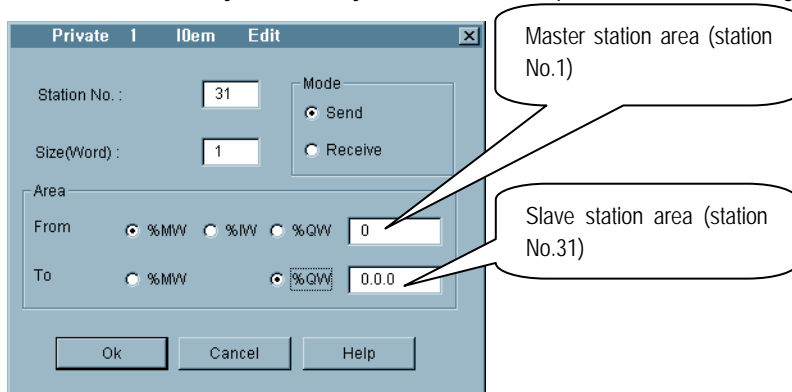 Private 1 I0em Edit
Master station area (station
No.1)
Station No. :
31
Mode
Send
Size(Word) :
1
Receive
Area
From
%MW
%IW
%QW
0
Slave station area (station
No.31)
To
%MW
%QW
0.0.0
Ok
Cancel
Help